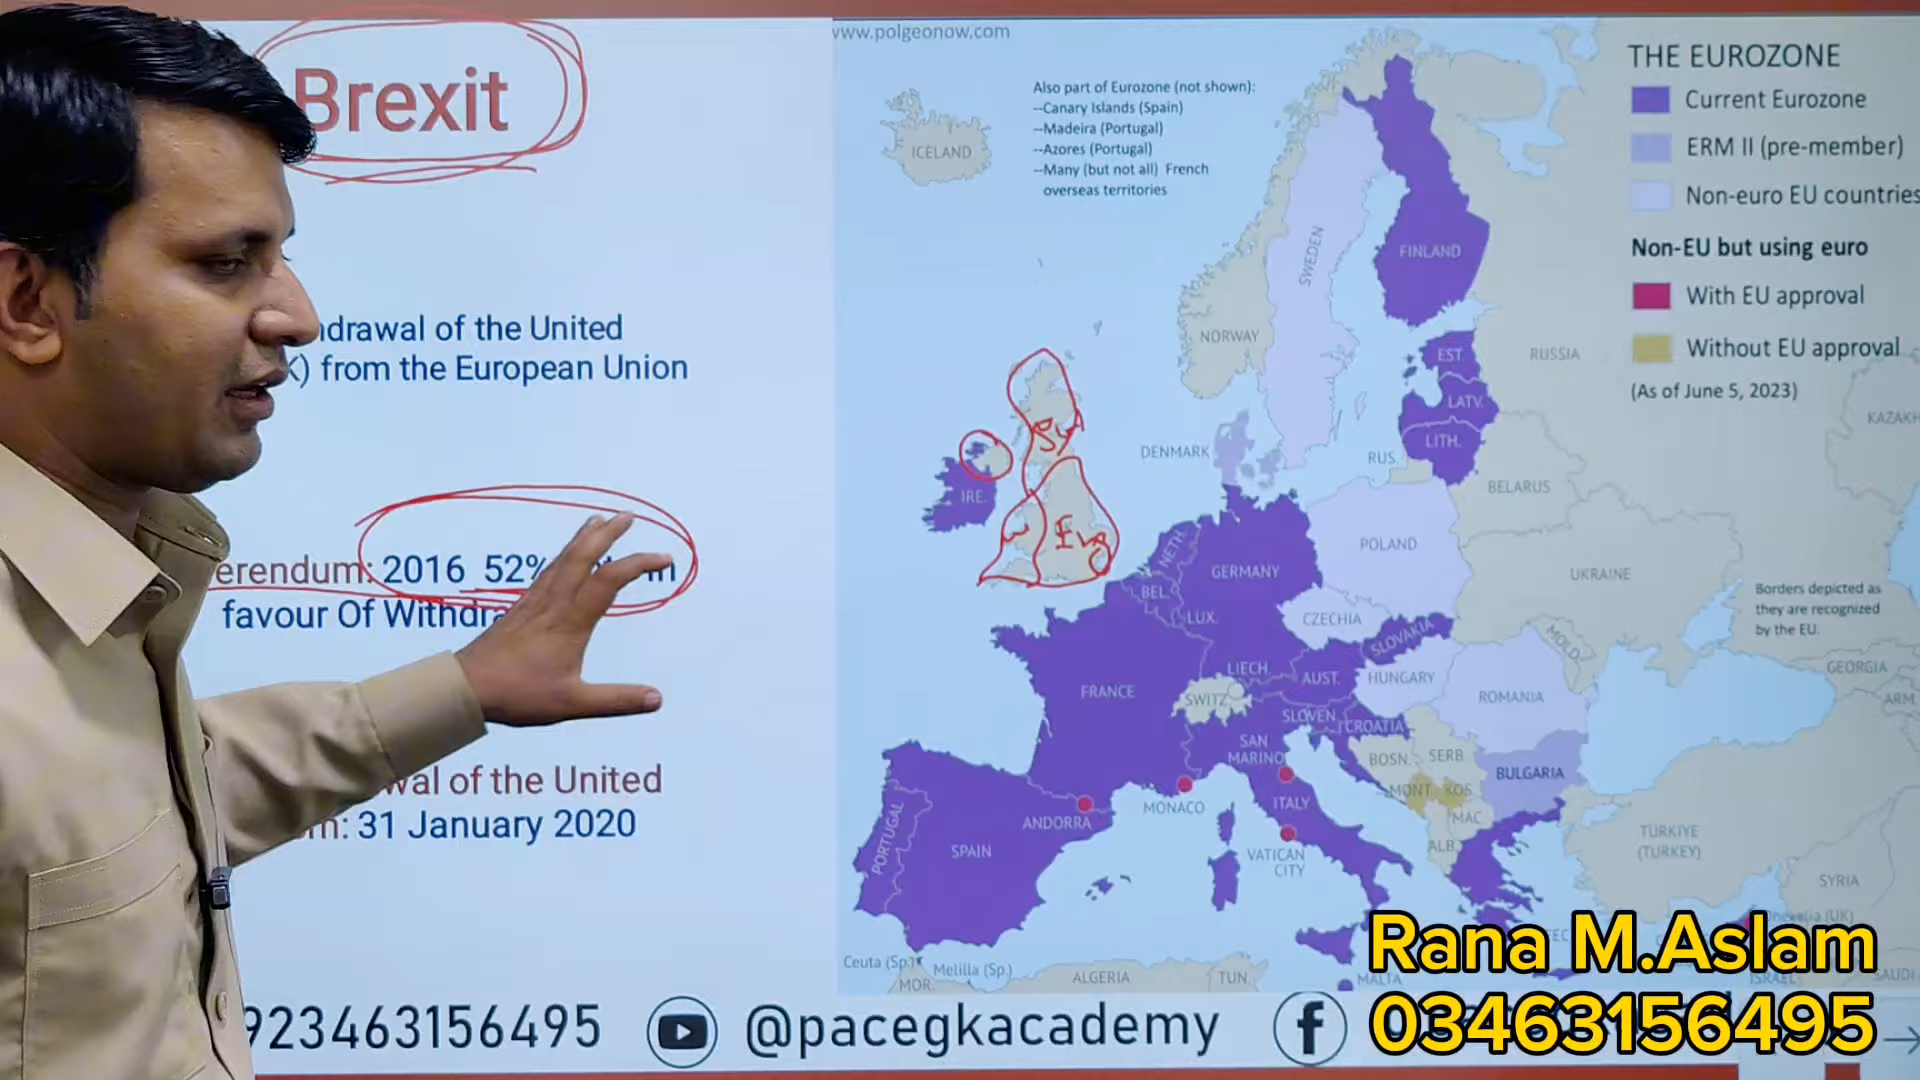 Brexit
www.polgeonow.com
Also part of Eurozone (not shown):
--Canary Islands (Spain)
--Madeira (Portugal)
--Azores (Portugal)
--Many (but not all) French
overseas territories
THE EUROZONE
Current Eurozone
ERM II (pre-member)
Non-euro EU countries
Non-EU but using euro
With EU approval
Without EU approval
(As of June 5, 2023)
ICELAND
SWEDEN
FINLAND
NORWAY
RUSSIA
EST.
LATV.
LITH.
KAZAKH
DENMARK
RUS.
BELARUS
IRE.
W
Eng
NETH.
POLAND
GERMANY
UKRAINE
BEL.
LUX.
CZECHIA
SLOVAKIA
MOLD.
Borders depicted as
they are recognized
by the EU.
LIECH.
FRANCE
SWITZ.
AUST.
HUNGARY
ROMANIA
GEORGIA
ARM.
SLOVEN.
CROATIA
SAN
MARINO
BOSN.
SERB.
BULGARIA
MONT.
KOS.
MONACO
ITALY
MAC.
ANDORRA
PORTUGAL
SPAIN
VATICAN
CITY
ALB.
TÜRKIYE
(TURKEY)
SYRIA
Ceuta (Sp.)
Melilla (Sp.)
MOR.
ALGERIA
TUN.
MALTA
hdrawal of the United
K) from the European Union
erendum: 2016 52% in
favour Of Withdra
wal of the United
m: 31 January 2020
923463156495
@pacegkacademy
Rana M.Aslam
03463156495